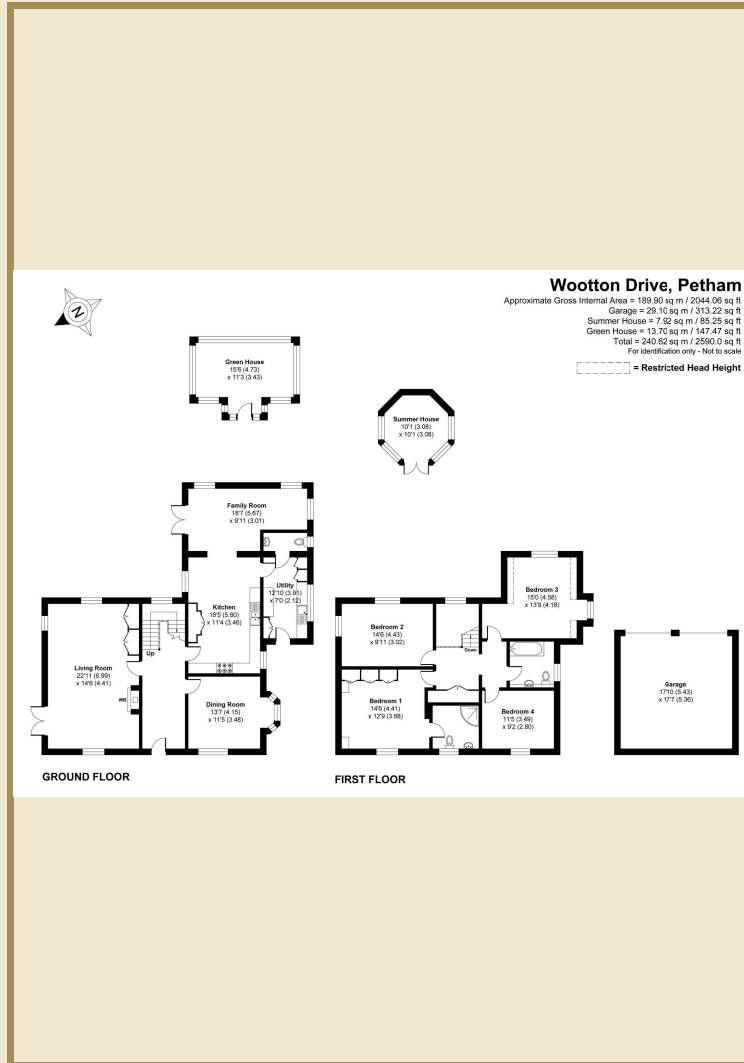 Wootton Drive, Petham
Approximate Gross Internal Area = 189.90 sq m / 2044.06 sq ft
Garage = 29.10 sq m / 313.22 sq ft
Summer House = 7.92 sq m / 85.25 sq ft
Green House = 13.70 sq m / 147.47 sq ft
Total = 240.62 sq m / 2590.0 sq ft
For identification only - Not to scale
= Restricted Head Height
N
Green House
15'6 (4.73)
x 11'3 (3.43)
Summer House
10'1 (3.08)
x 10'1 (3.08)
Family Room
18'7 (5.67)
x 9'11 (3.01)
Utility
12'10 (3.91)
x 7'0 (2.12)
Kitchen
18'5 (5.60)
x 11'4 (3.46)
Up
Living Room
22'11 (6.99)
x 14'6 (4.41)
WB
Dining Room
13'7 (4.15)
x 11'5 (3.48)
GROUND FLOOR
Bedroom 3
15'0 (4.58)
x 13'9 (4.18)
Bedroom 2
14'6 (4.43)
x 9'11 (3.02)
Down
Bedroom 1
14'6 (4.41)
x 12'9 (3.88)
Bedroom 4
11'5 (3.49)
x 9'2 (2.80)
FIRST FLOOR
Garage
17'10 (5.43)
x 17'7 (5.36)